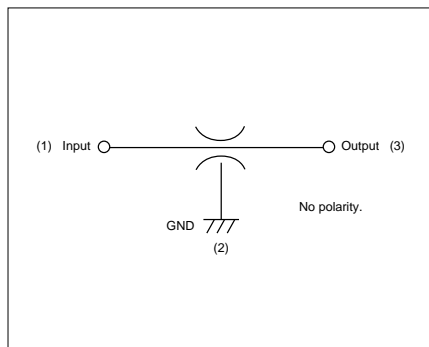 (1) Input Output (3)
No polarity.
GND
(2)